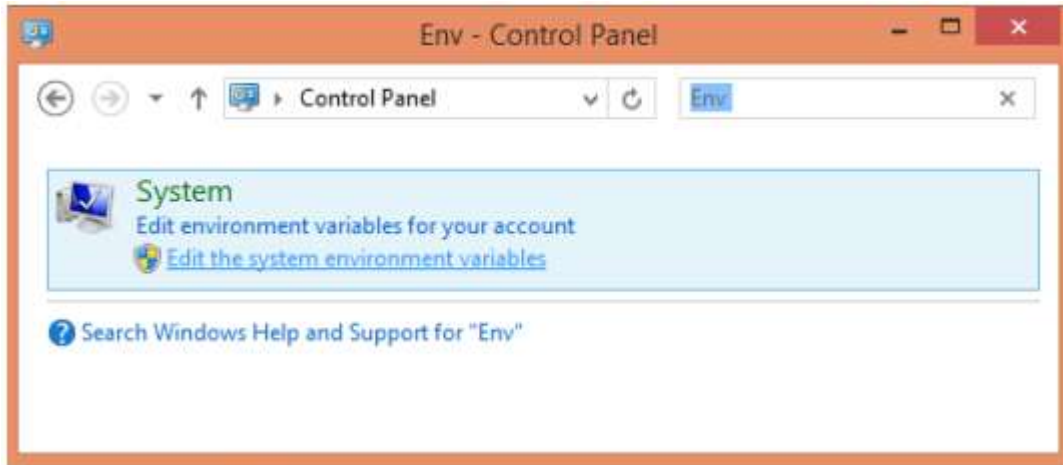 Env - Control Panel
Control Panel
Env
System
Edit environment variables for your account
Edit the system environment variables
Search Windows Help and Support for "Env"